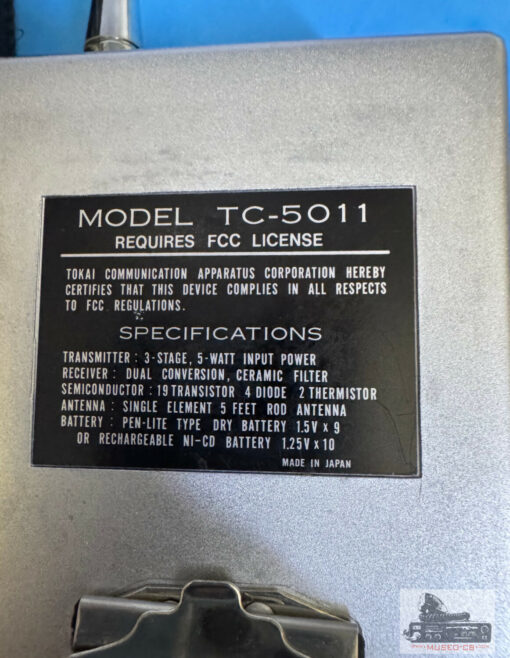 MODEL TC-5011
REQUIRES FCC LICENSE
TOKAI COMMUNICATION APPARATUS CORPORATION HEREBY
CERTIFIES THAT THIS DEVICE COMPLIES IN ALL RESPECTS
TO FCC REGULATIONS.
SPECIFICATIONS
TRANSMITTER : 3-STAGE, 5-WATT INPUT POWER
RECEIVER : DUAL CONVERSION, CERAMIC FILTER
SEMICONDUCTOR : 19 TRANSISTOR 4 DIODE 2 THERMISTOR
ANTENNA : SINGLE ELEMENT 5 FEET ROD ANTENNA
BATTERY : PEN-LITE TYPE DRY BATTERY 1.5V x 9
OR RECHARGEABLE NI-CD BATTERY 1.25V x 10
MADE IN JAPAN
MUSEO-CB